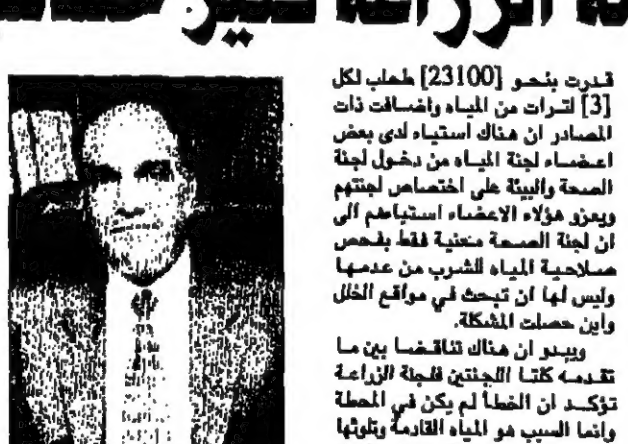 لجنة الزراعة
قدرت بنحو [23100] طحلب لكل
[3] لترات من المياه واضافت ذات
المصادر ان هناك استياء لدى بعض
اعضاء لجنة المياه من دخول لجنة
الصحة والبيئة على اختصاص لجنتهم
ويعزو هؤلاء الاعضاء استياءهم الى
ان لجنة الصحة معنية فقط بفحص
صلاحية المياه للشرب من عدمها
وليس لها ان تبحث في مواقع الخلل
واين حصلت المشكلة.
ويبدو ان هناك تناقضا بين ما
تقدمه كلتا اللجنتين فلجنة الزراعة
تؤكد ان الخطأ لم يكن في المحطة
وانما السبب هو المياه القادمة وتلوثها